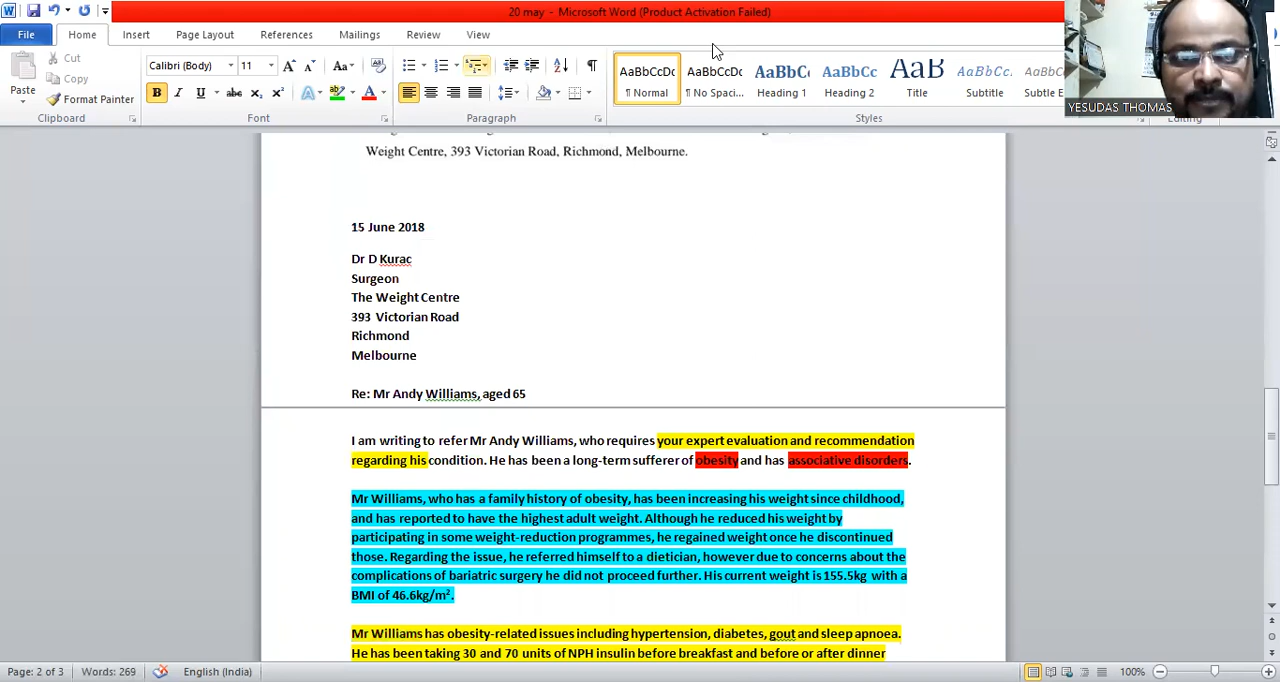 20 may - Microsoft Word (Product Activation Failed)
File Home Insert Page Layout References Mailings Review View
Cut
Copy
Format Painter
Paste
Calibri (Body) 11
AaBbCcDc AaBbCcDc AaBbC AaBbCc AaB AaBbCc. AaBbC
¶ Normal ¶ No Spaci... Heading 1 Heading 2 Title Subtitle Subtle E
YESUDAS THOMAS
Clipboard Font Paragraph Styles Editing
Weight Centre, 393 Victorian Road, Richmond, Melbourne.
15 June 2018
Dr D Kurac
Surgeon
The Weight Centre
393 Victorian Road
Richmond
Melbourne
Re: Mr Andy Williams, aged 65
I am writing to refer Mr Andy Williams, who requires your expert evaluation and recommendation
regarding his condition. He has been a long-term sufferer of obesity and has associative disorders.
Mr Williams, who has a family history of obesity, has been increasing his weight since childhood,
and has reported to have the highest adult weight. Although he reduced his weight by
participating in some weight-reduction programmes, he regained weight once he discontinued
those. Regarding the issue, he referred himself to a dietician, however due to concerns about the
complications of bariatric surgery he did not proceed further. His current weight is 155.5kg with a
BMI of 46.6kg/m².
Mr Williams has obesity-related issues including hypertension, diabetes, gout and sleep apnoea.
He has been taking 30 and 70 units of NPH insulin before breakfast and before or after dinner
Page: 2 of 3 Words: 269 English (India) 100%